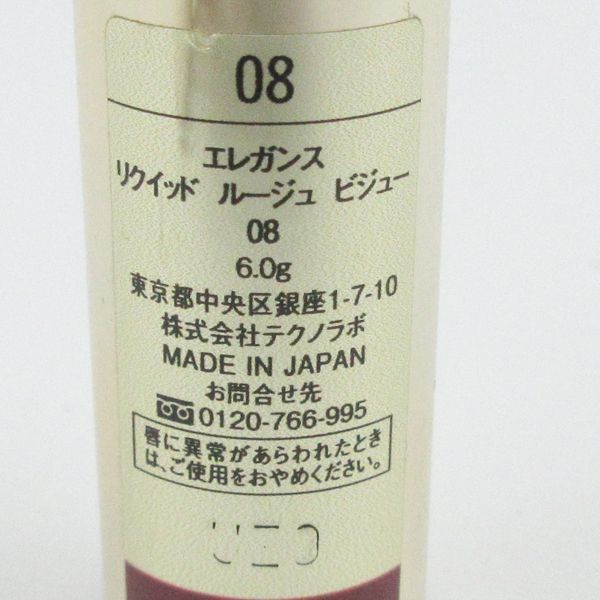 08
エレガンス
リクイッド ルージュ ビジュー
08
6.0g
東京都中央区銀座1-7-10
株式会社テクノラボ
MADE IN JAPAN
お問合せ先
0120-766-995
唇に異常があらわれたとき
は、ご使用をおやめください。